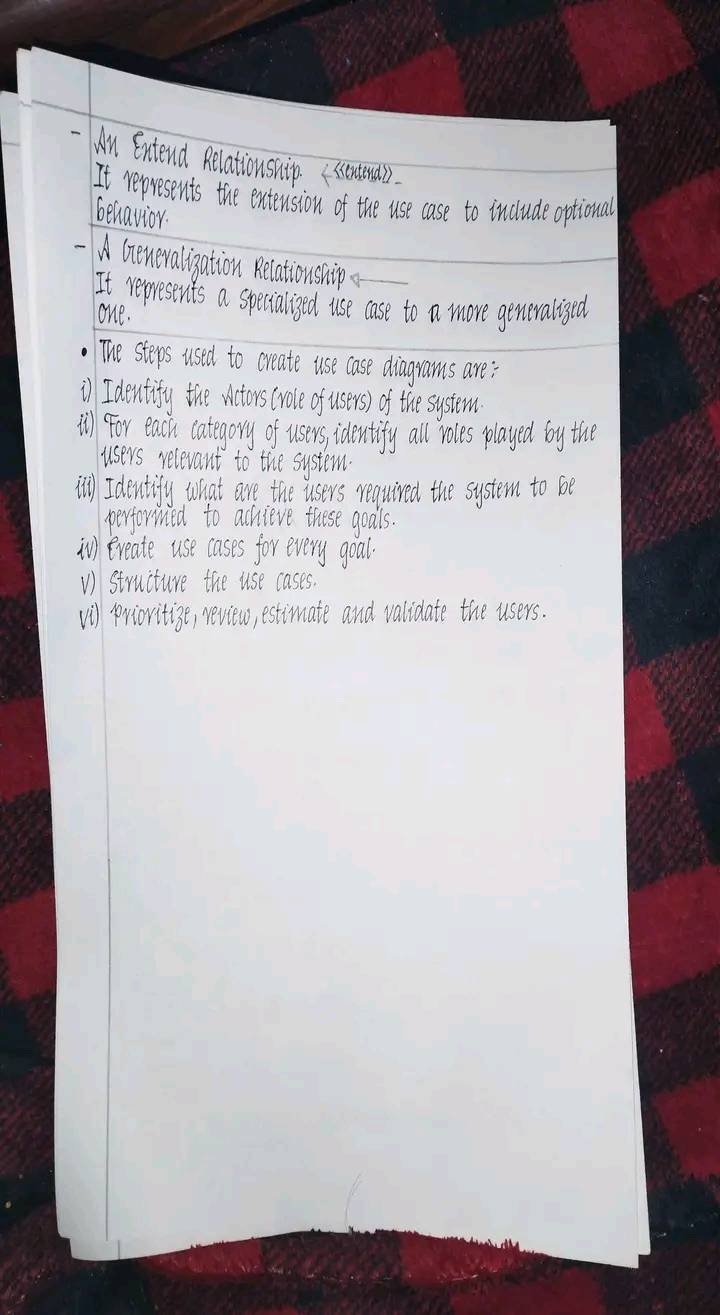 - An Extend Relationship. <<extend>>
It represents the extension of the use case to include optional
behavior.
- A Generalization Relationship
It represents a specialized use case to a more generalized
one.
• The steps used to create use case diagrams are:-
i) Identify the Actors (role of users) of the system.
ii) For each category of users, identify all roles played by the
users relevant to the system.
iii) Identify what are the users required the system to be
performed to achieve these goals.
iv) Create use cases for every goal.
v) Structure the use cases.
vi) Prioritize, review, estimate and validate the users.